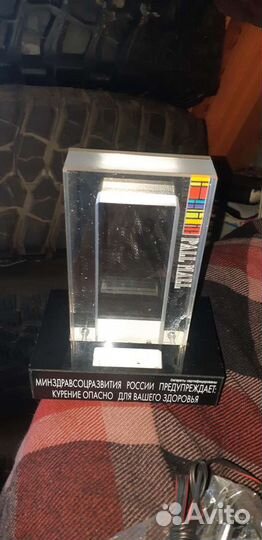 PALL MALL
МИНЗДРАВСОЦРАЗВИТИЯ РОССИИ ПРЕДУПРЕЖДАЕТ:
КУРЕНИЕ ОПАСНО ДЛЯ ВАШЕГО ЗДОРОВЬЯ
Avito